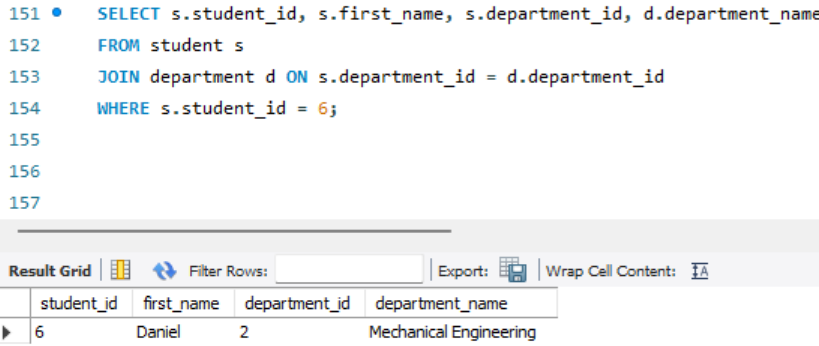 151 SELECT s.student_id, s.first_name, s.department_id, d.department_name
152 FROM student s
153 JOIN department d ON s.department_id = d.department_id
154 WHERE s.student_id = 6;
155
156
157
Result Grid Filter Rows: Export: Wrap Cell Content: IA
student_id first_name department_id department_name
6 Daniel 2 Mechanical Engineering